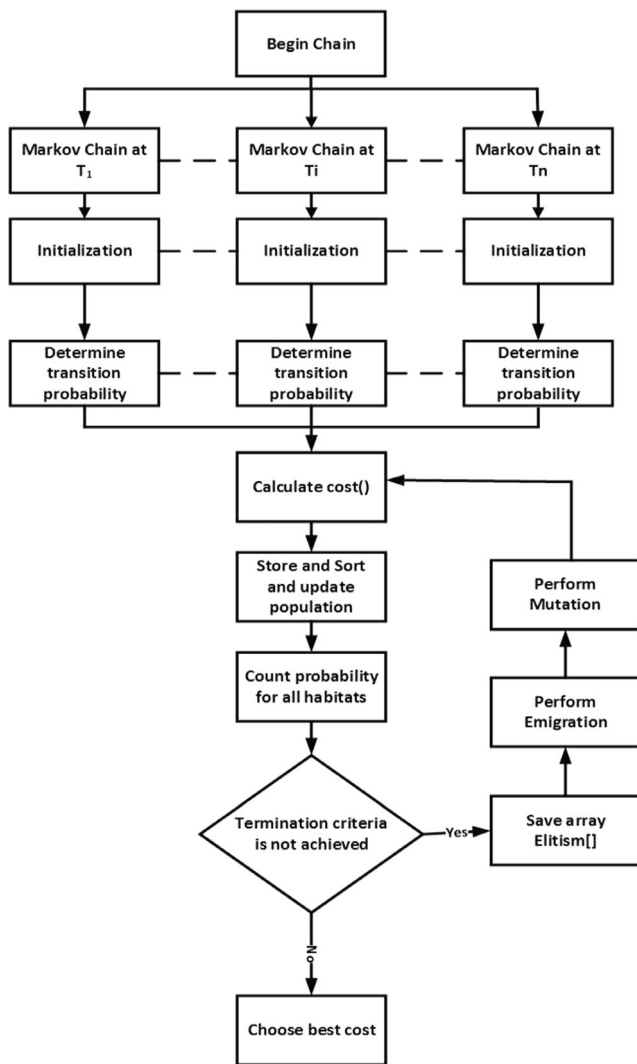 Begin Chain
Markov Chain at
T₁
Markov Chain at
Ti
Markov Chain at
Tn
Initialization
Initialization
Initialization
Determine
transition
probability
Determine
transition
probability
Determine
transition
probability
Calculate cost()
Store and Sort
and update
population
Perform
Mutation
Count probability
for all habitats
Perform
Emigration
Termination criteria
is not achieved
Yes
Save array
Elitism[]
No
Choose best cost